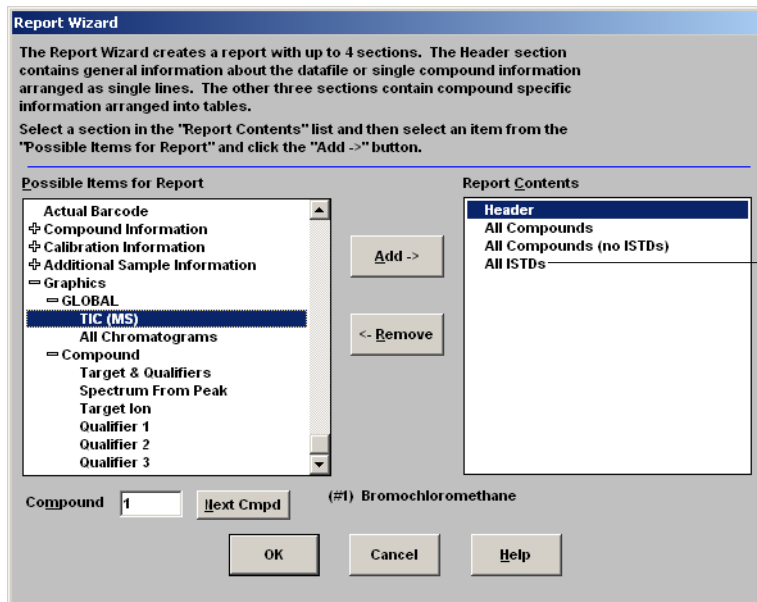 Report Wizard
The Report Wizard creates a report with up to 4 sections. The Header section
contains general information about the datafile or single compound information
arranged as single lines. The other three sections contain compound specific
information arranged into tables.
Select a section in the "Report Contents" list and then select an item from the
"Possible Items for Report" and click the "Add ->" button.
Possible Items for Report
Actual Barcode
Compound Information
Calibration Information
Additional Sample Information
Graphics
GLOBAL
TIC (MS)
All Chromatograms
Compound
Target & Qualifiers
Spectrum From Peak
Target Ion
Qualifier 1
Qualifier 2
Qualifier 3
Add ->
<- Remove
Report Contents
Header
All Compounds
All Compounds (no ISTDs)
All ISTDs
Compound 1 Next Cmpd (#1) Bromochloromethane
OK Cancel Help